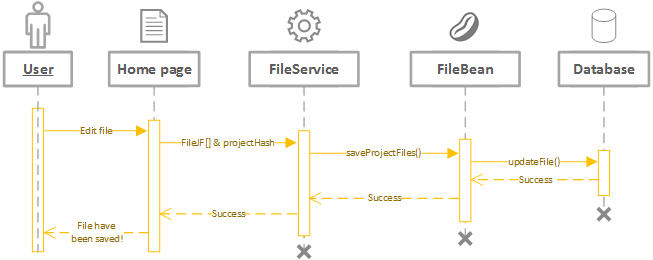 User
Home page
FileService
FileBean
Database
Edit file
FileJF[] & projectHash
saveProjectFiles()
updateFile()
Success
Success
Success
File have
been saved!